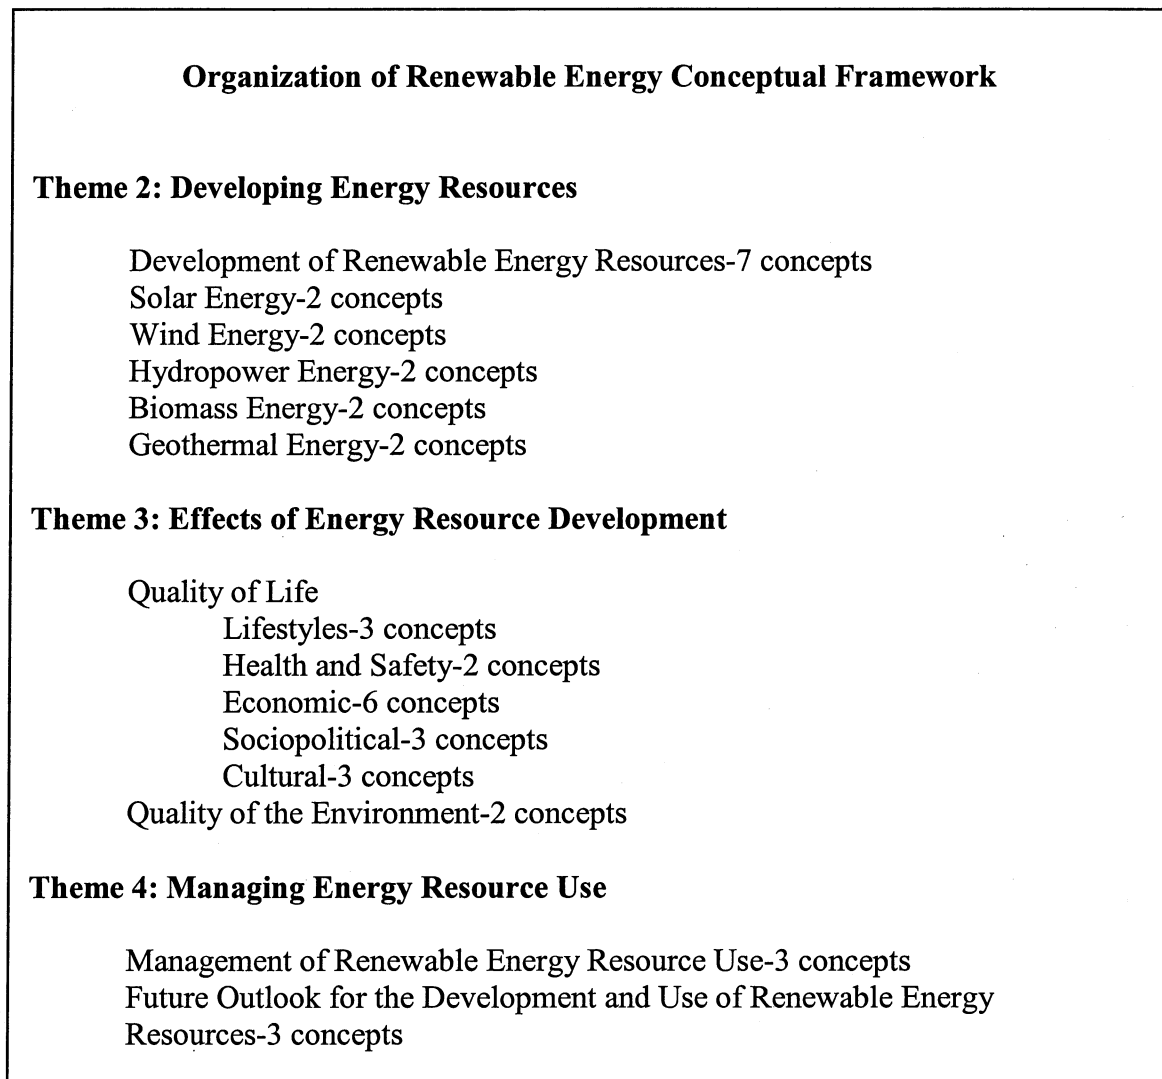 Organization of Renewable Energy Conceptual Framework
Theme 2: Developing Energy Resources
Development of Renewable Energy Resources-7 concepts
Solar Energy-2 concepts
Wind Energy-2 concepts
Hydropower Energy-2 concepts
Biomass Energy-2 concepts
Geothermal Energy-2 concepts
Theme 3: Effects of Energy Resource Development
Quality of Life
Lifestyles-3 concepts
Health and Safety-2 concepts
Economic-6 concepts
Sociopolitical-3 concepts
Cultural-3 concepts
Quality of the Environment-2 concepts
Theme 4: Managing Energy Resource Use
Management of Renewable Energy Resource Use-3 concepts
Future Outlook for the Development and Use of Renewable Energy
Resources-3 concepts